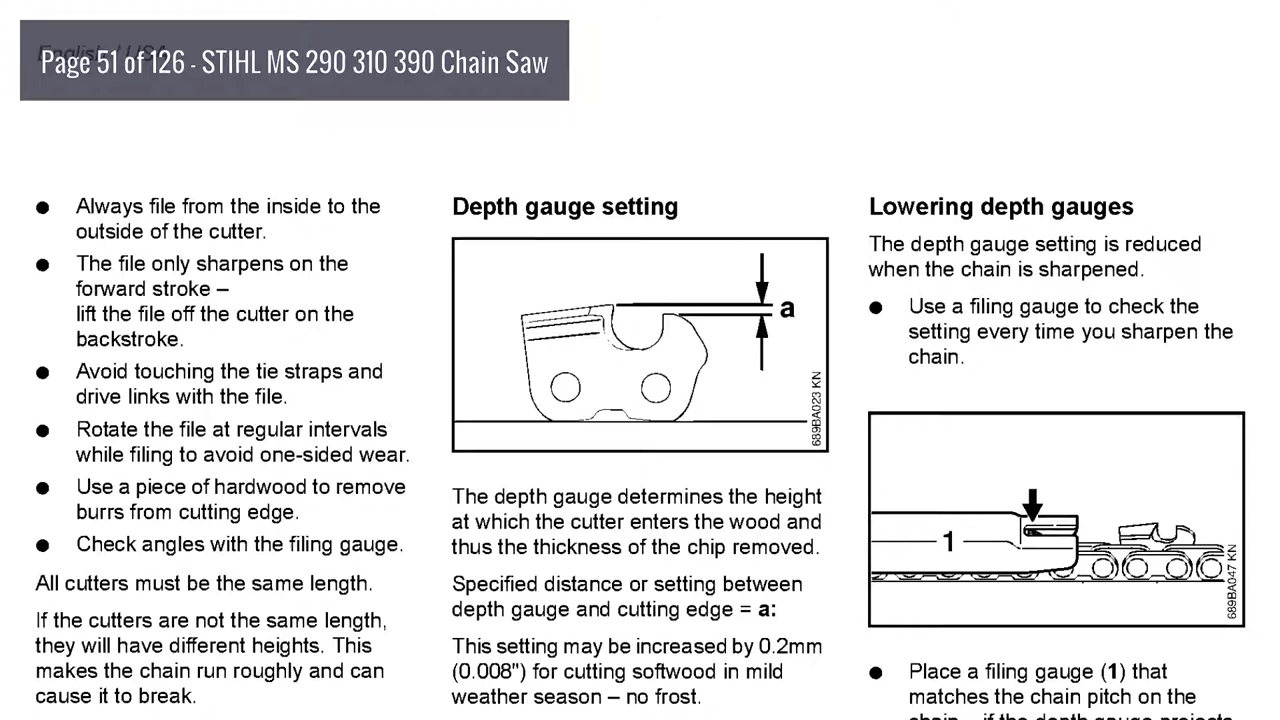 Page 51 of 126 - STIHL MS 290 310 390 Chain Saw
● Always file from the inside to the
outside of the cutter.
● The file only sharpens on the
forward stroke –
lift the file off the cutter on the
backstroke.
● Avoid touching the tie straps and
drive links with the file.
● Rotate the file at regular intervals
while filing to avoid one-sided wear.
● Use a piece of hardwood to remove
burrs from cutting edge.
● Check angles with the filing gauge.
All cutters must be the same length.
If the cutters are not the same length,
they will have different heights. This
makes the chain run roughly and can
cause it to break.
Depth gauge setting
a
689BA023 KN
The depth gauge determines the height
at which the cutter enters the wood and
thus the thickness of the chip removed.
Specified distance or setting between
depth gauge and cutting edge = a:
This setting may be increased by 0.2mm
(0.008") for cutting softwood in mild
weather season – no frost.
Lowering depth gauges
The depth gauge setting is reduced
when the chain is sharpened.
● Use a filing gauge to check the
setting every time you sharpen the
chain.
1
689BA047 KN
● Place a filing gauge (1) that
matches the chain pitch on the
chain – if the depth gauge projects